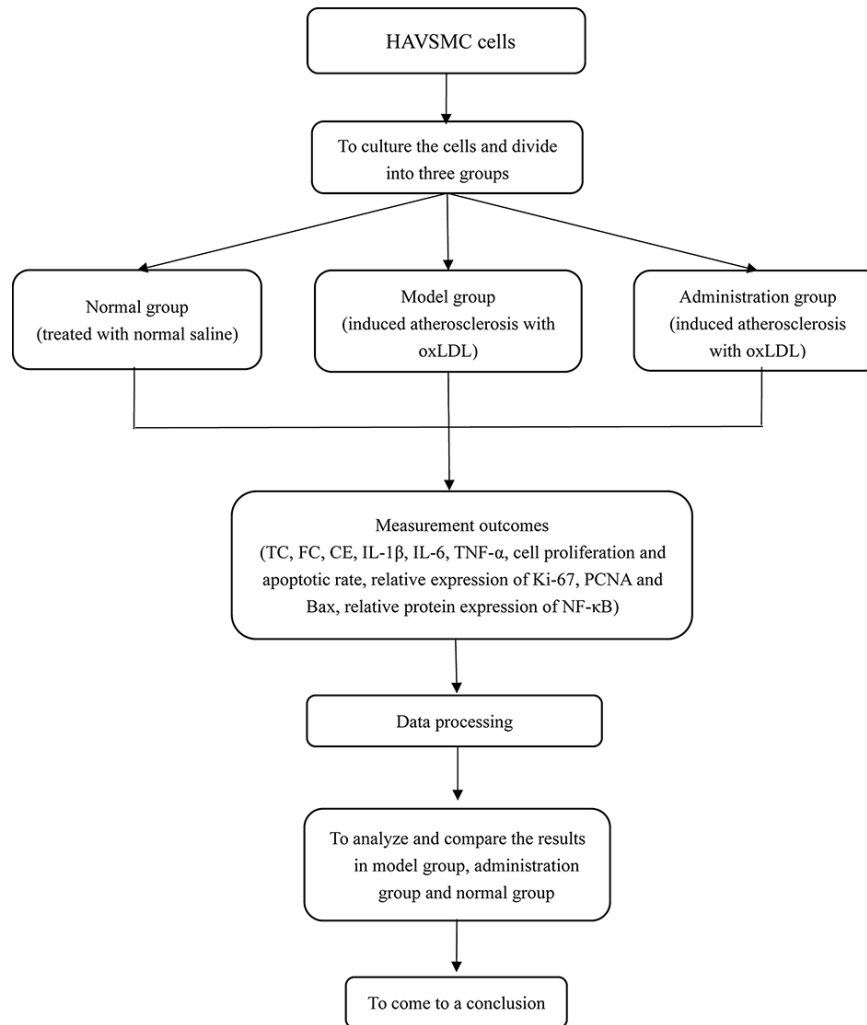 HAVSMC cells
To culture the cells and divide
into three groups
Normal group
(treated with normal saline)
Model group
(induced atherosclerosis with
oxLDL)
Administration group
(induced atherosclerosis
with oxLDL)
Measurement outcomes
(TC, FC, CE, IL-1β, IL-6, TNF-α, cell proliferation and
apoptotic rate, relative expression of Ki-67, PCNA and
Bax, relative protein expression of NF-κB)
Data processing
To analyze and compare the results
in model group, administration
group and normal group
To come to a conclusion